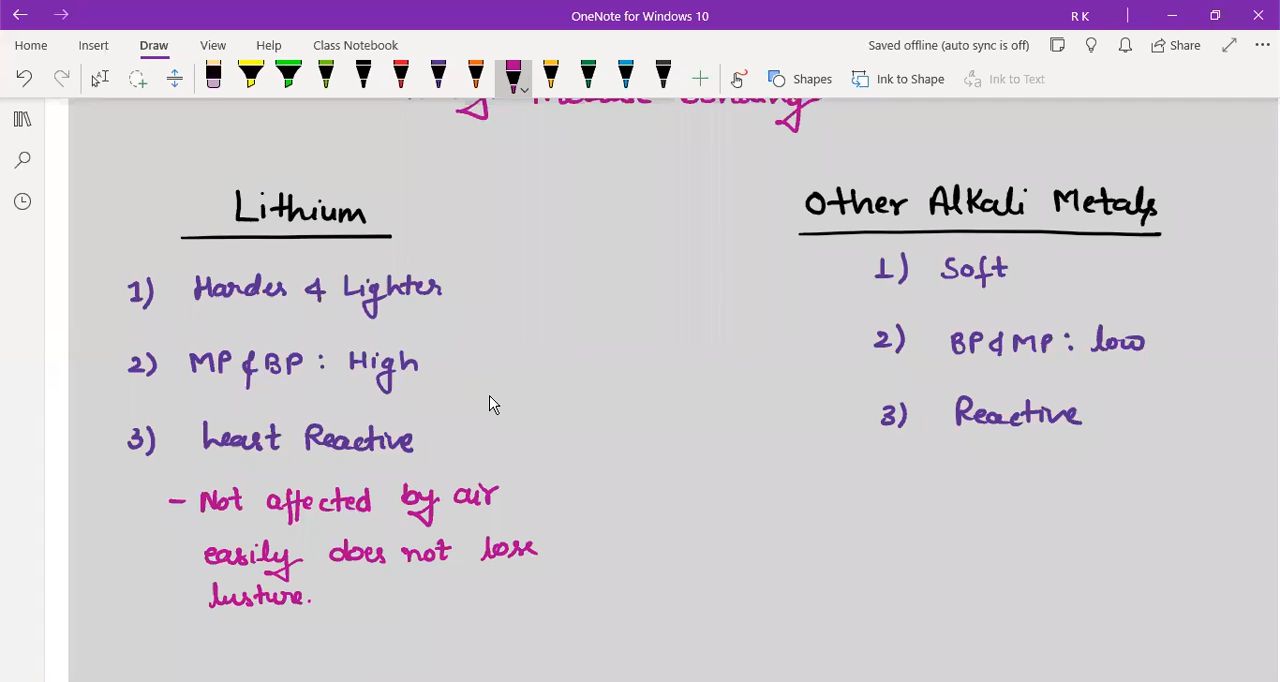 OneNote for Windows 10
R K
Home Insert Draw View Help Class Notebook
Saved offline (auto sync is off) Share
Shapes Ink to Shape Ink to Text
Lithium
1) Harder & Lighter
2) MP & BP : High
3) Least Reactive
- Not affected by air
easily does not lose
lusture.
Other Alkali Metals
1) Soft
2) BP & MP : low
3) Reactive